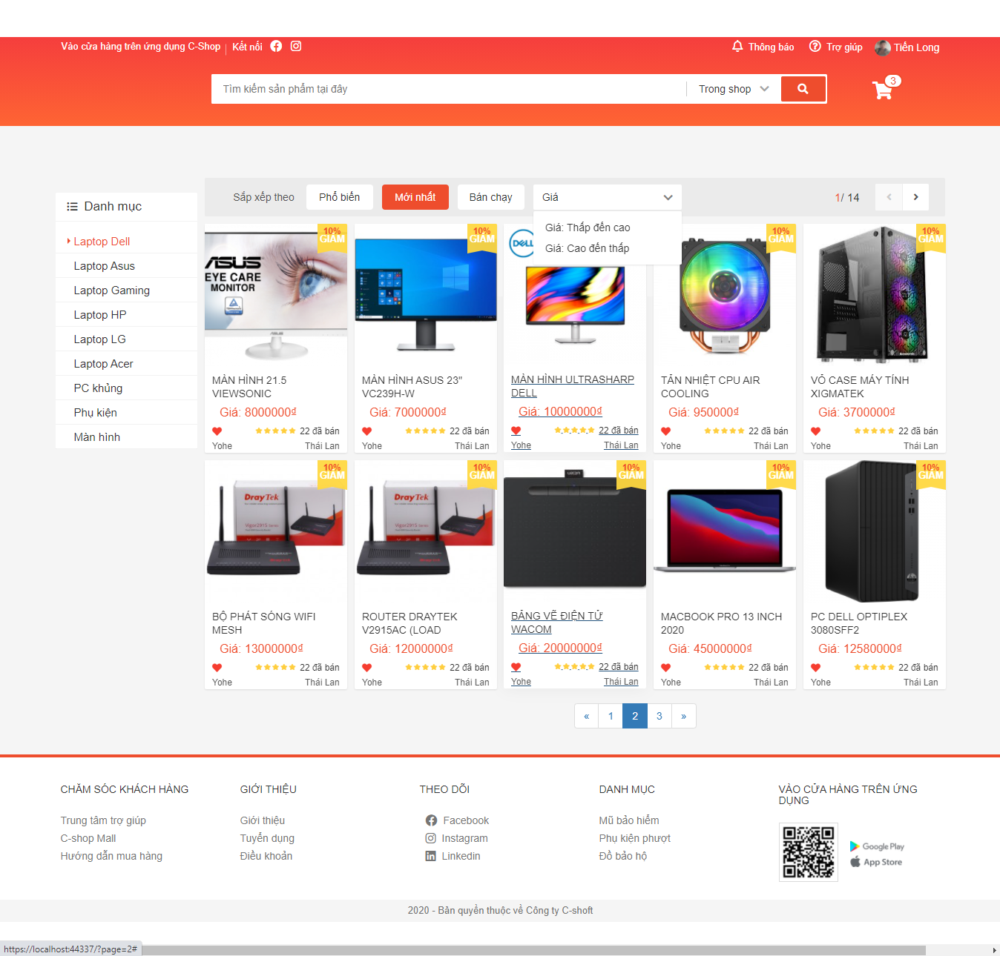 Vào cửa hàng trên ứng dụng C-Shop
Kết nối
Thông báo
Trợ giúp
Tiến Long
Tìm kiếm sản phẩm tại đây
Trong shop
3
Danh mục
Laptop Dell
Laptop Asus
Laptop Gaming
Laptop HP
Laptop LG
Laptop Acer
PC khủng
Phụ kiện
Màn hình
Sắp xếp theo
Phổ biến
Mới nhất
Bán chạy
Giá
Giá: Thấp đến cao
Giá: Cao đến thấp
1/ 14
10%
GIẢM
ASUS
EYE CARE
MONITOR
ASUS
MÀN HÌNH 21.5
VIEWSONIC
Giá: 8000000₫
22 đã bán
Yohe
Thái Lan
10%
GIẢM
MÀN HÌNH ASUS 23"
VC239H-W
Giá: 7000000₫
22 đã bán
Yohe
Thái Lan
DELL
MÀN HÌNH ULTRASHARP
DELL
Giá: 10000000₫
22 đã bán
Yohe
Thái Lan
10%
GIẢM
TẢN NHIỆT CPU AIR
COOLING
Giá: 950000₫
22 đã bán
Yohe
Thái Lan
10%
GIẢM
VỎ CASE MÁY TÍNH
XIGMATEK
Giá: 3700000₫
22 đã bán
Yohe
Thái Lan
10%
GIẢM
DrayTek
Vigor2915 Series
DrayTek
BỘ PHÁT SÓNG WIFI
MESH
Giá: 13000000₫
22 đã bán
Yohe
Thái Lan
10%
GIẢM
DrayTek
Vigor2915 Series
DrayTek
ROUTER DRAYTEK
V2915AC (LOAD
Giá: 12000000₫
22 đã bán
Yohe
Thái Lan
10%
GIẢM
BẢNG VẼ ĐIỆN TỬ
WACOM
Giá: 20000000₫
22 đã bán
Yohe
Thái Lan
10%
GIẢM
MACBOOK PRO 13 INCH
2020
Giá: 45000000₫
22 đã bán
Yohe
Thái Lan
10%
GIẢM
PC DELL OPTIPLEX
3080SFF2
Giá: 12580000₫
22 đã bán
Yohe
Thái Lan
« 1 2 3 »
CHĂM SÓC KHÁCH HÀNG
Trung tâm trợ giúp
C-shop Mall
Hướng dẫn mua hàng
GIỚI THIỆU
Giới thiệu
Tuyển dụng
Điều khoản
THEO DÕI
Facebook
Instagram
Linkedin
DANH MỤC
Mũ bảo hiểm
Phụ kiện phượt
Đồ bảo hộ
VÀO CỬA HÀNG TRÊN ỨNG
DỤNG
Google Play
App Store
2020 - Bản quyền thuộc về Công ty C-shoft
https://localhost:44337/?page=2#